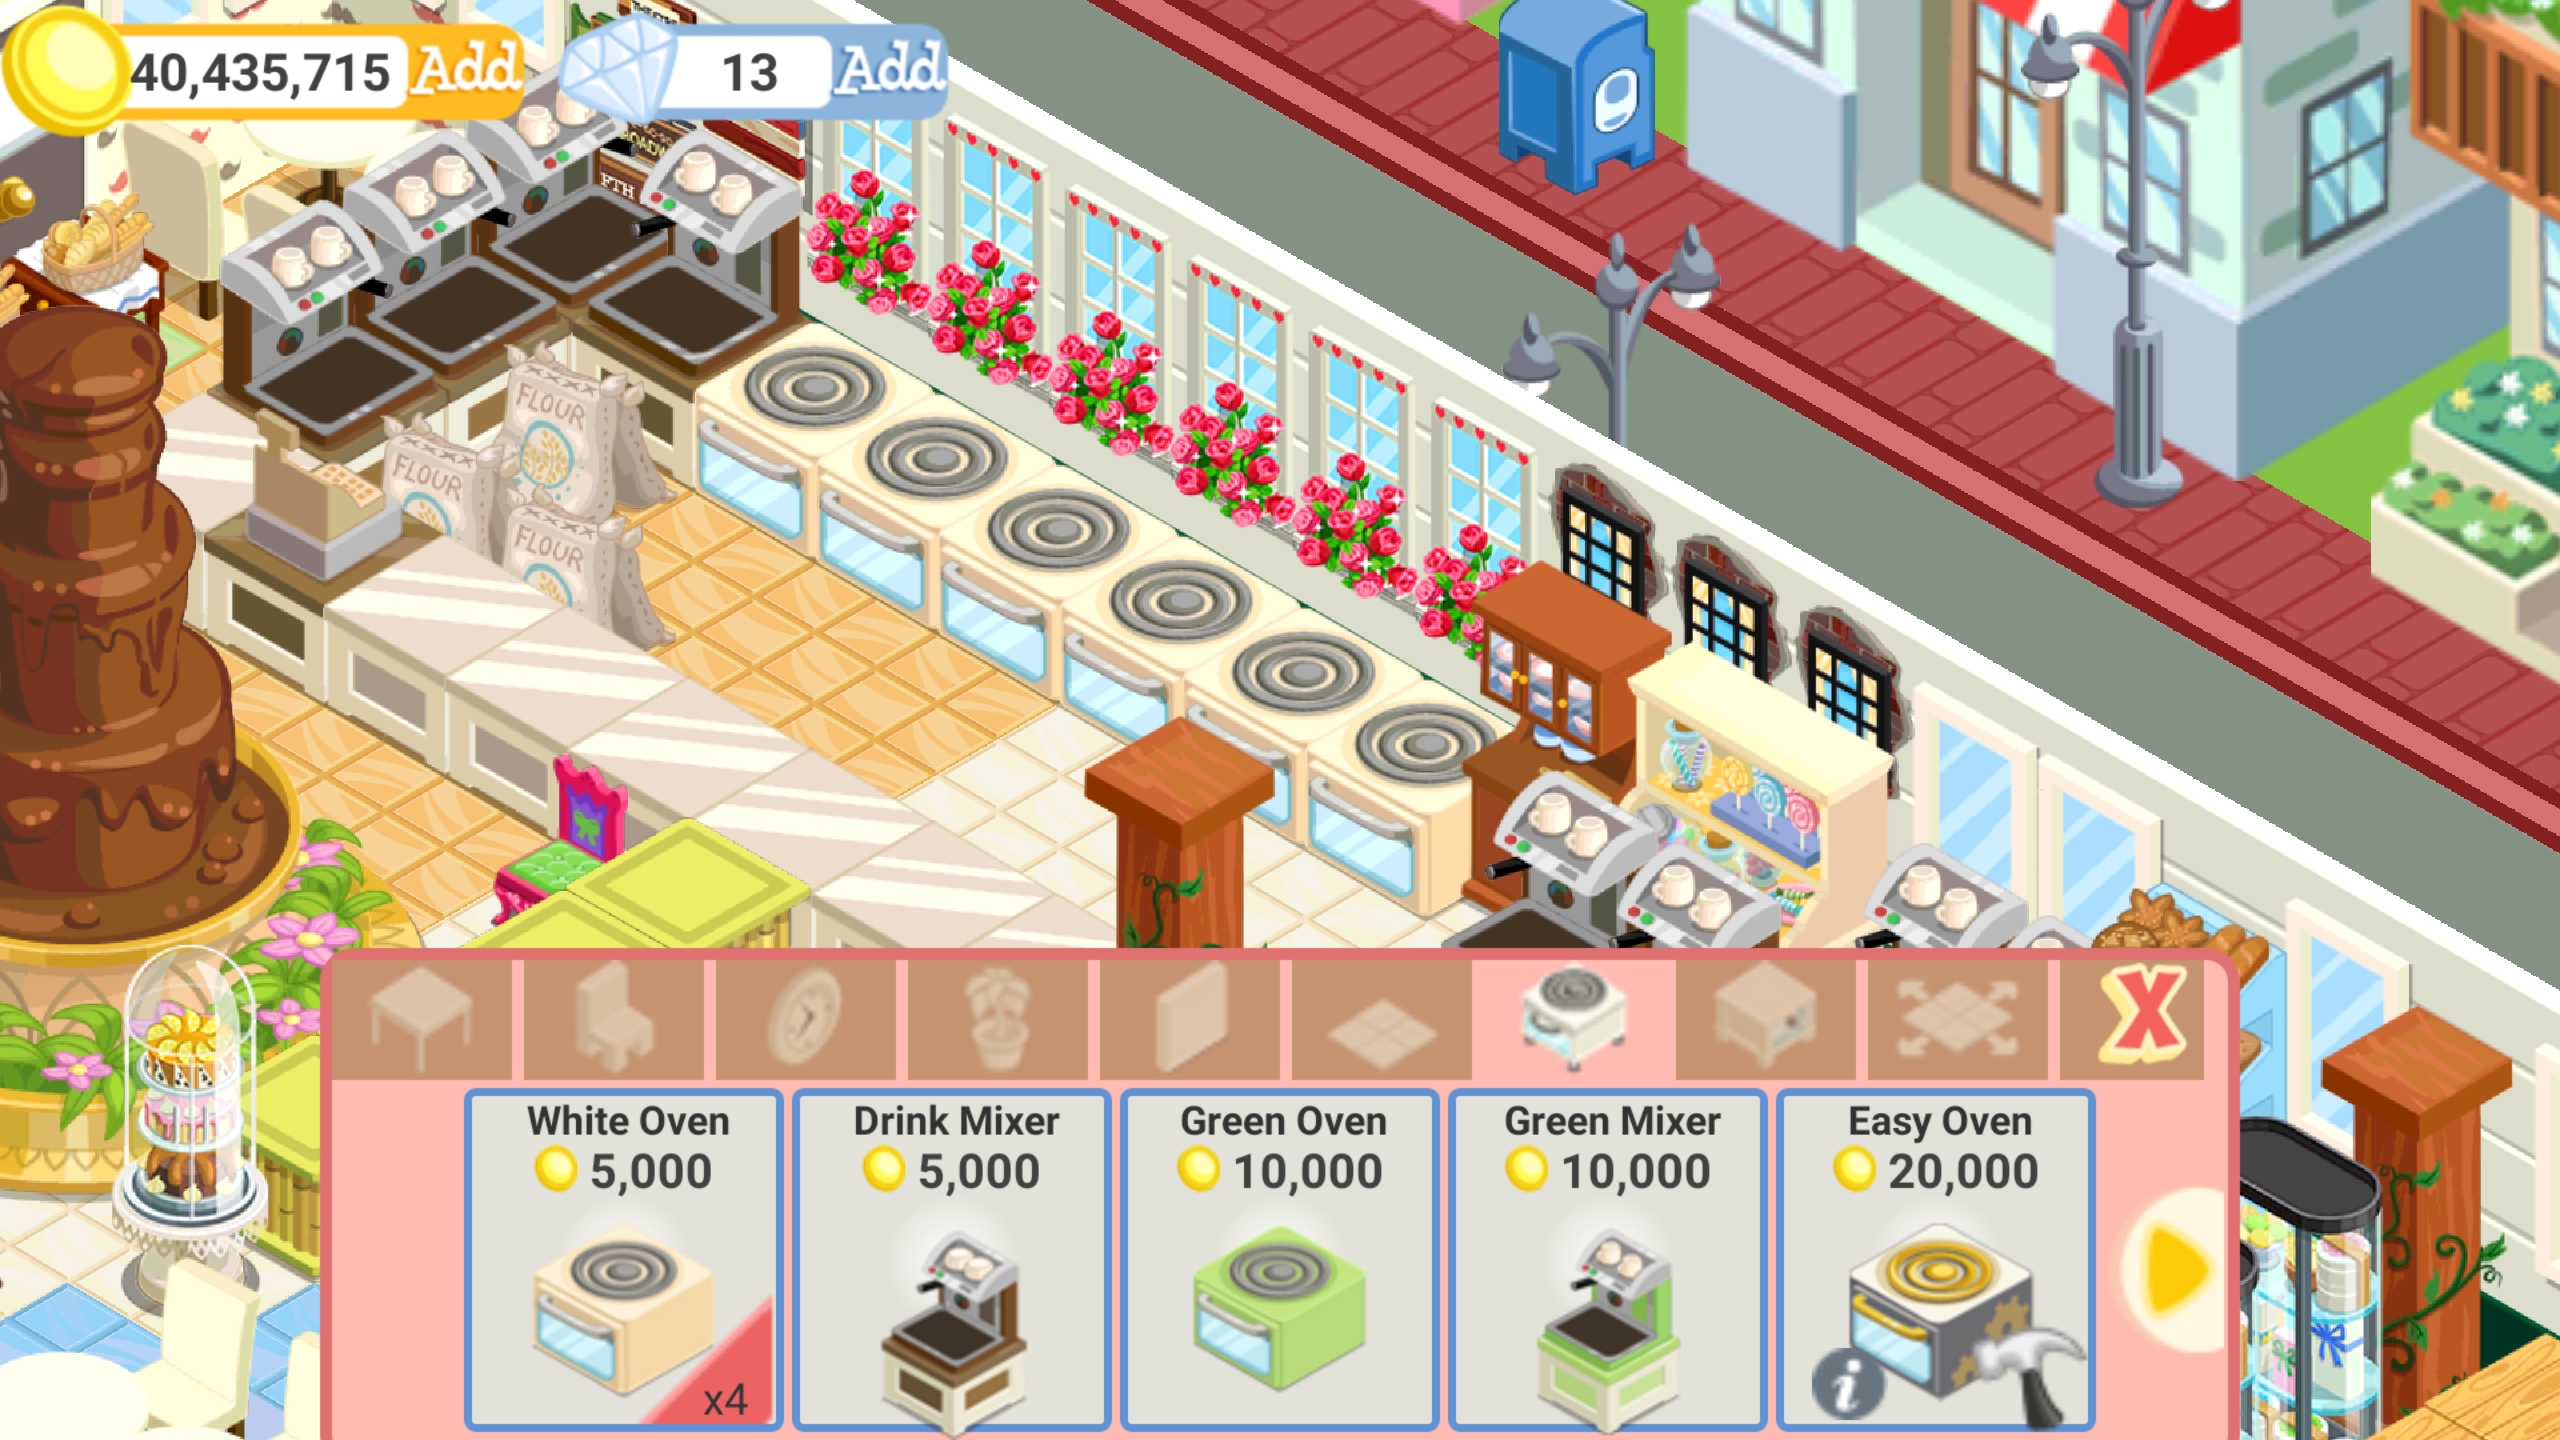 40,435,715 Add
13 Add
FLOUR
FLOUR
FLOUR
White Oven
5,000
x4
Drink Mixer
5,000
Green Oven
10,000
Green Mixer
10,000
Easy Oven
20,000
i
X